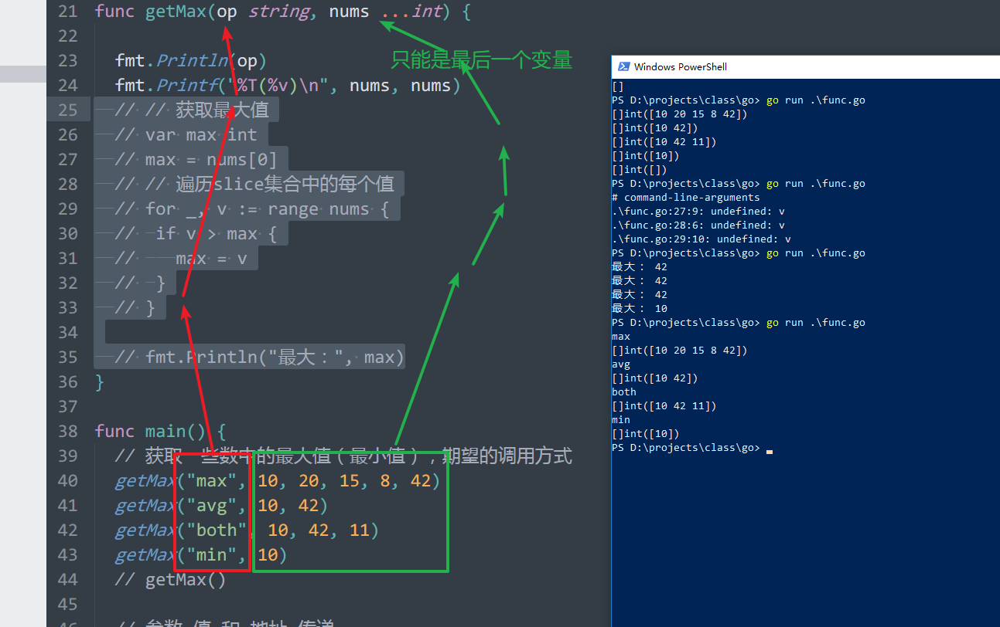 21 func getMax(op string, nums ...int) {
22
23 fmt.Println(op)
只能是最后一个变量
24 fmt.Printf("%T(%v)\n", nums, nums)
25 // // 获取最大值
26 // var max int
27 // max = nums[0]
28 // // 遍历slice集合中的每个值
29 // for _, v := range nums {
30 // if v > max {
31 // max = v
32 // }
33 // }
34
35 // fmt.Println("最大：", max)
36 }
37
38 func main() {
39 // 获取一些数中的最大值（最小值），期望的调用方式
40 getMax("max", 10, 20, 15, 8, 42)
41 getMax("avg", 10, 42)
42 getMax("both", 10, 42, 11)
43 getMax("min", 10)
44 // getMax()
45
46 // 参数 值 和 地址 传递
Windows PowerShell
[]
PS D:\projects\class\go> go run .\func.go
[]int([10 20 15 8 42])
[]int([10 42])
[]int([10 42 11])
[]int([10])
[]int([])
PS D:\projects\class\go> go run .\func.go
# command-line-arguments
.\func.go:27:9: undefined: v
.\func.go:28:6: undefined: v
.\func.go:29:10: undefined: v
PS D:\projects\class\go> go run .\func.go
最大： 42
最大： 42
最大： 42
最大： 10
PS D:\projects\class\go> go run .\func.go
max
[]int([10 20 15 8 42])
avg
[]int([10 42])
both
[]int([10 42 11])
min
[]int([10])
PS D:\projects\class\go>